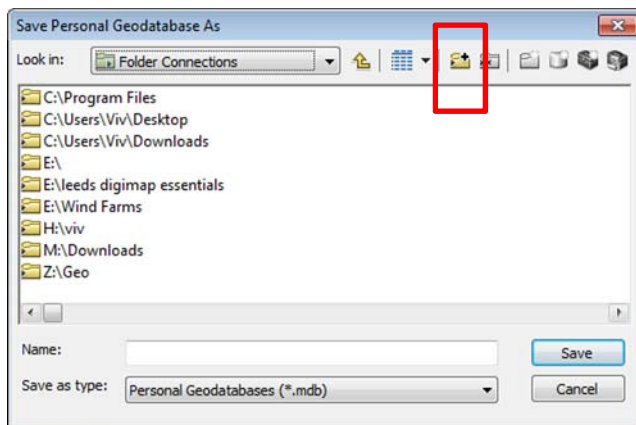 Save Personal Geodatabase As
Look in: Folder Connections
C:\Program Files
C:\Users\Viv\Desktop
C:\Users\Viv\Downloads
E:\
E:\leeds digimap essentials
E:\Wind Farms
H:\viv
M:\Downloads
Z:\Geo
Name: Save
Save as type: Personal Geodatabases (*.mdb) Cancel